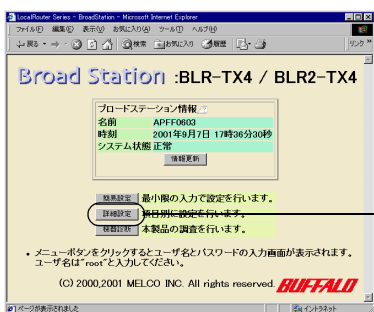 LocalRouter Series - BroadStation - Microsoft Internet Explorer
ファイル(F) 編集(E) 表示(V) お気に入り(A) ツール(T) ヘルプ(H)
戻る 検索 お気に入り 履歴 リンク
Broad Station :BLR-TX4 / BLR2-TX4
ブロードステーション情報
名前 APFF0603
時刻 2001年9月7日 17時36分30秒
システム状態 正常
情報更新
簡易設定 最小限の入力で設定を行います。
詳細設定 項目別に設定を行います。
機器診断 本製品の調査を行います。
• メニューボタンをクリックするとユーザ名とパスワードの入力画面が表示されます。
ユーザ名は"root"と入力してください。
(C) 2000,2001 MELCO INC. All rights reserved. BUFFALO
ページが表示されました イントラネット